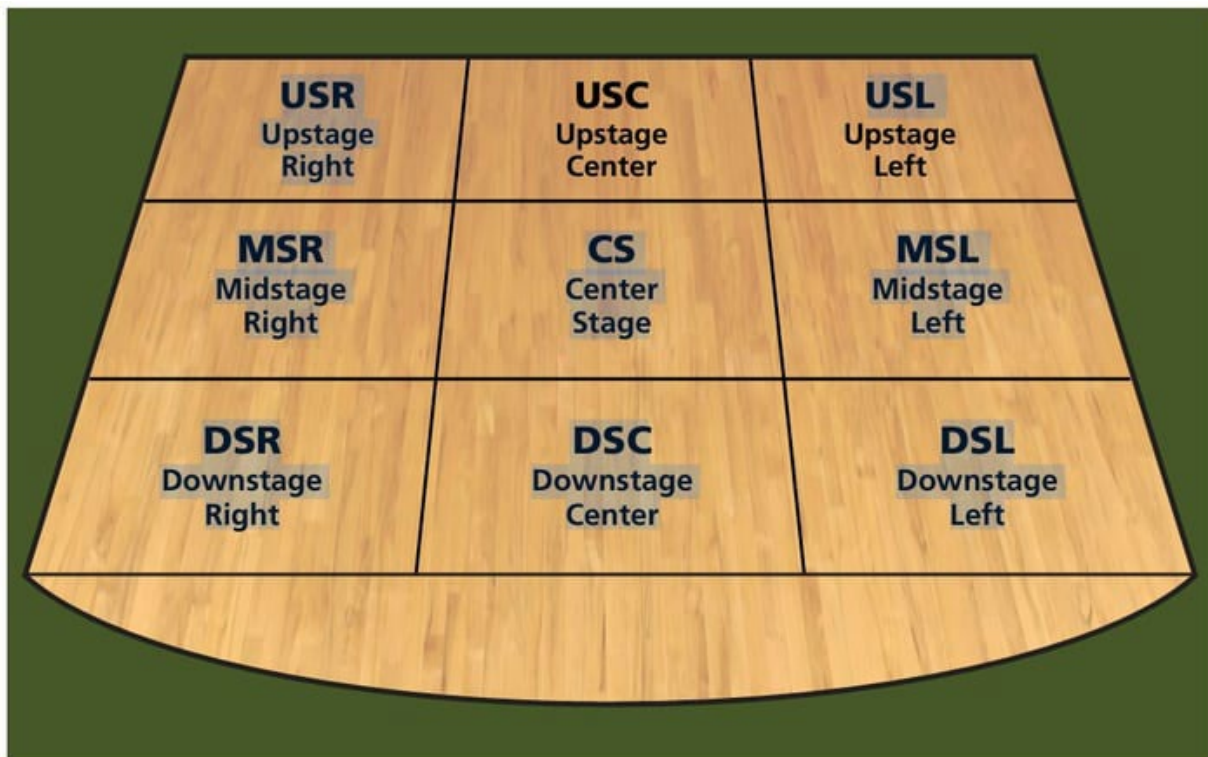 USR
Upstage
Right
USC
Upstage
Center
USL
Upstage
Left
MSR
Midstage
Right
CS
Center
Stage
MSL
Midstage
Left
DSR
Downstage
Right
DSC
Downstage
Center
DSL
Downstage
Left